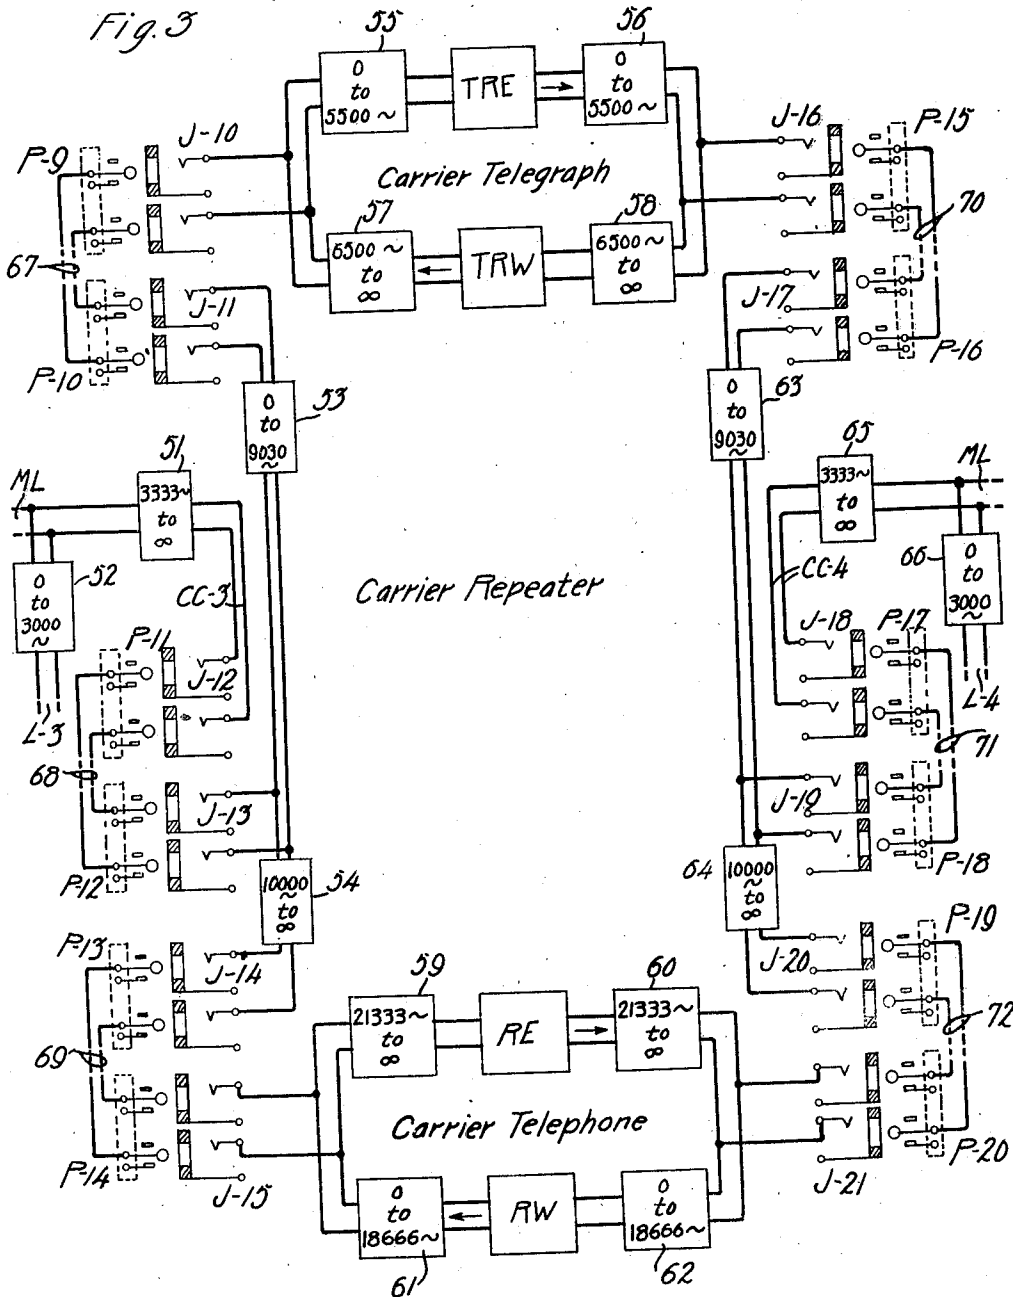 Fig. 3
55
56
0
to
5500 ~
TRE
0
to
5500 ~
J-10
J-16
P-15
P-9
Carrier Telegraph
57
58
70
67
6500 ~
to
∞
TRW
6500 ~
to
∞
J-11
J-17
P-10
P-16
53
63
0
to
9030
~
0
to
9030
~
51
65
ML
ML
3333 ~
to
∞
3333 ~
to
∞
52
66
0
to
3000
~
0
to
3000
~
CC-3
CC-4
Carrier Repeater
P-11
J-18
P-17
J-12
L-3
L-4
68
71
J-13
J-19
P-12
P-18
54
64
10000
~
to
∞
10000
~
to
∞
P-13
P-19
J-14
J-20
59
60
21333 ~
to
∞
RE
21333 ~
to
∞
69
72
Carrier Telephone
P-14
P-20
J-15
J-21
0
to
18666 ~
RW
0
to
18666 ~
61
62